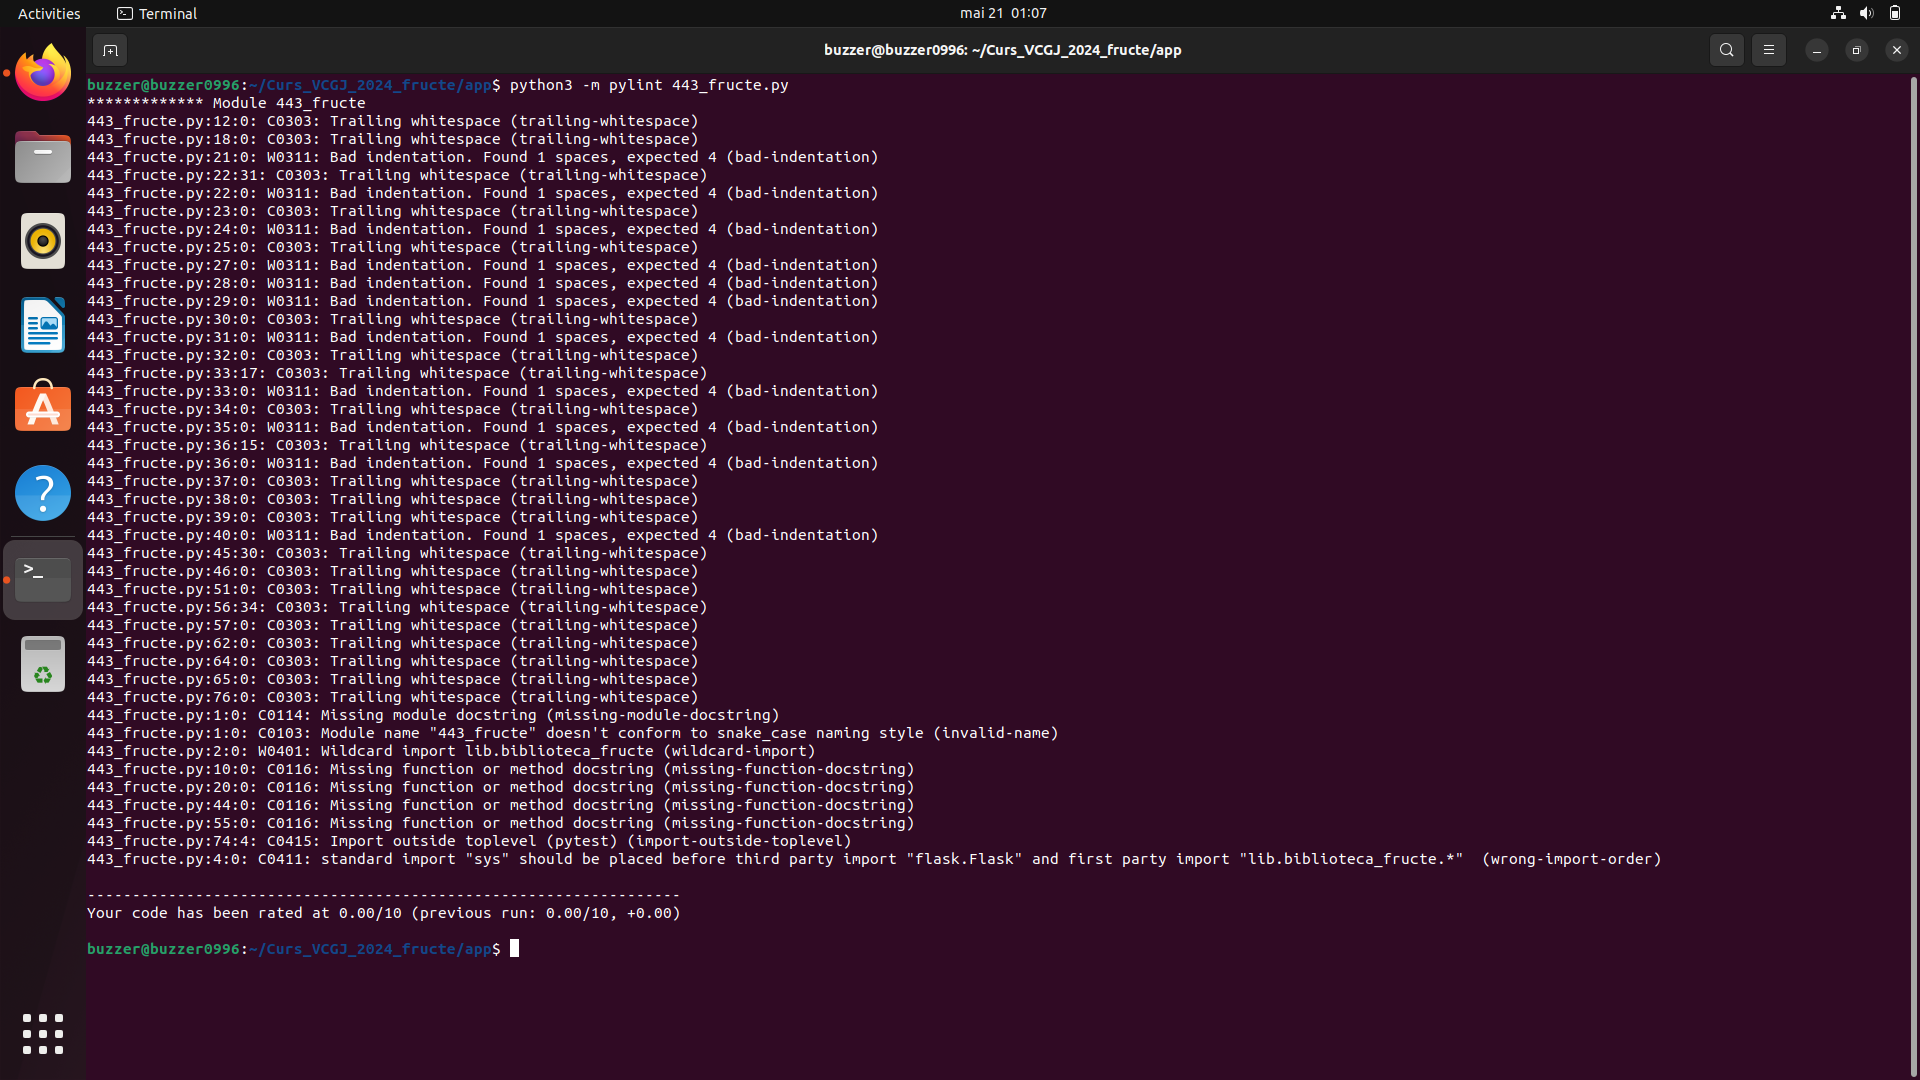 Activities
Terminal
mai 21 01:07
buzzer@buzzer0996: ~/Curs_VCGJ_2024_fructe/app
buzzer@buzzer0996:~/Curs_VCGJ_2024_fructe/app$ python3 -m pylint 443_fructe.py
************* Module 443_fructe
443_fructe.py:12:0: C0303: Trailing whitespace (trailing-whitespace)
443_fructe.py:18:0: C0303: Trailing whitespace (trailing-whitespace)
443_fructe.py:21:0: W0311: Bad indentation. Found 1 spaces, expected 4 (bad-indentation)
443_fructe.py:22:31: C0303: Trailing whitespace (trailing-whitespace)
443_fructe.py:22:0: W0311: Bad indentation. Found 1 spaces, expected 4 (bad-indentation)
443_fructe.py:23:0: C0303: Trailing whitespace (trailing-whitespace)
443_fructe.py:24:0: W0311: Bad indentation. Found 1 spaces, expected 4 (bad-indentation)
443_fructe.py:25:0: C0303: Trailing whitespace (trailing-whitespace)
443_fructe.py:27:0: W0311: Bad indentation. Found 1 spaces, expected 4 (bad-indentation)
443_fructe.py:28:0: W0311: Bad indentation. Found 1 spaces, expected 4 (bad-indentation)
443_fructe.py:29:0: W0311: Bad indentation. Found 1 spaces, expected 4 (bad-indentation)
443_fructe.py:30:0: C0303: Trailing whitespace (trailing-whitespace)
443_fructe.py:31:0: W0311: Bad indentation. Found 1 spaces, expected 4 (bad-indentation)
443_fructe.py:32:0: C0303: Trailing whitespace (trailing-whitespace)
443_fructe.py:33:17: C0303: Trailing whitespace (trailing-whitespace)
443_fructe.py:33:0: W0311: Bad indentation. Found 1 spaces, expected 4 (bad-indentation)
443_fructe.py:34:0: C0303: Trailing whitespace (trailing-whitespace)
443_fructe.py:35:0: W0311: Bad indentation. Found 1 spaces, expected 4 (bad-indentation)
443_fructe.py:36:15: C0303: Trailing whitespace (trailing-whitespace)
443_fructe.py:36:0: W0311: Bad indentation. Found 1 spaces, expected 4 (bad-indentation)
443_fructe.py:37:0: C0303: Trailing whitespace (trailing-whitespace)
443_fructe.py:38:0: C0303: Trailing whitespace (trailing-whitespace)
443_fructe.py:39:0: C0303: Trailing whitespace (trailing-whitespace)
443_fructe.py:40:0: W0311: Bad indentation. Found 1 spaces, expected 4 (bad-indentation)
443_fructe.py:45:30: C0303: Trailing whitespace (trailing-whitespace)
443_fructe.py:46:0: C0303: Trailing whitespace (trailing-whitespace)
443_fructe.py:51:0: C0303: Trailing whitespace (trailing-whitespace)
443_fructe.py:56:34: C0303: Trailing whitespace (trailing-whitespace)
443_fructe.py:57:0: C0303: Trailing whitespace (trailing-whitespace)
443_fructe.py:62:0: C0303: Trailing whitespace (trailing-whitespace)
443_fructe.py:64:0: C0303: Trailing whitespace (trailing-whitespace)
443_fructe.py:65:0: C0303: Trailing whitespace (trailing-whitespace)
443_fructe.py:76:0: C0303: Trailing whitespace (trailing-whitespace)
443_fructe.py:1:0: C0114: Missing module docstring (missing-module-docstring)
443_fructe.py:1:0: C0103: Module name "443_fructe" doesn't conform to snake_case naming style (invalid-name)
443_fructe.py:2:0: W0401: Wildcard import lib.biblioteca_fructe (wildcard-import)
443_fructe.py:10:0: C0116: Missing function or method docstring (missing-function-docstring)
443_fructe.py:20:0: C0116: Missing function or method docstring (missing-function-docstring)
443_fructe.py:44:0: C0116: Missing function or method docstring (missing-function-docstring)
443_fructe.py:55:0: C0116: Missing function or method docstring (missing-function-docstring)
443_fructe.py:74:4: C0415: Import outside toplevel (pytest) (import-outside-toplevel)
443_fructe.py:4:0: C0411: standard import "sys" should be placed before third party import "flask.Flask" and first party import "lib.biblioteca_fructe.*"  (wrong-import-order)
------------------------------------------------------------------
Your code has been rated at 0.00/10 (previous run: 0.00/10, +0.00)
buzzer@buzzer0996:~/Curs_VCGJ_2024_fructe/app$